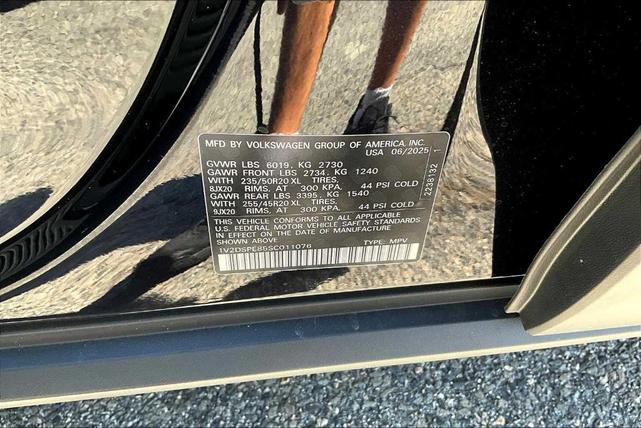 MFD BY VOLKSWAGEN GROUP OF AMERICA, INC.
USA 06/2025
GVWR LBS 6019, KG 2730
GAWR FRONT LBS 2734, KG 1240
WITH 235/50R20 XL TIRES,
8JX20 RIMS, AT 300 KPA, 44 PSI COLD
GAWR REAR LBS 3395, KG 1540
WITH 255/45R20 XL TIRES,
9JX20 RIMS, AT 300 KPA, 44 PSI COLD
THIS VEHICLE CONFORMS TO ALL APPLICABLE
U.S. FEDERAL MOTOR VEHICLE SAFETY STANDARDS
IN EFFECT ON THE DATE OF MANUFACTURE
SHOWN ABOVE
1V2DSPE85SC011076 TYPE: MPV
2238132 1